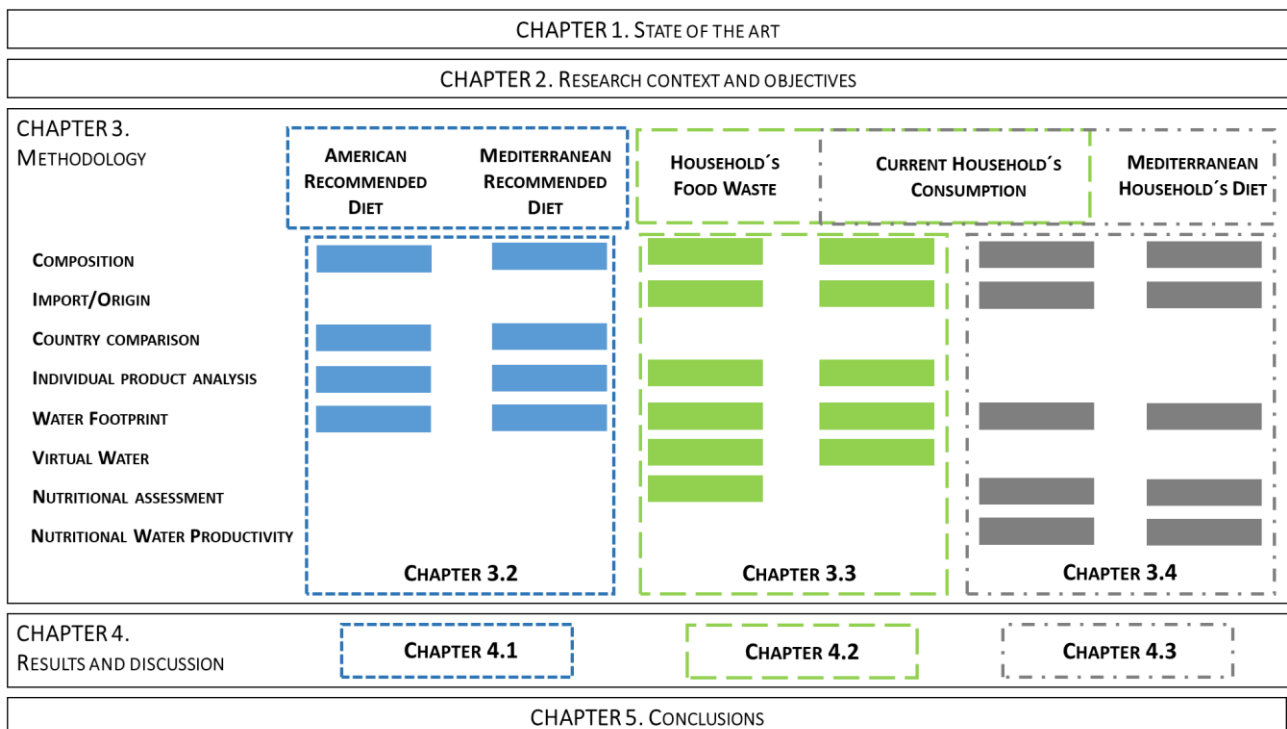 CHAPTER 1. STATE OF THE ART
CHAPTER 2. RESEARCH CONTEXT AND OBJECTIVES
CHAPTER 3.
METHODOLOGY
AMERICAN
RECOMMENDED
DIET
MEDITERRANEAN
RECOMMENDED
DIET
HOUSEHOLD´S
FOOD WASTE
CURRENT HOUSEHOLD´S
CONSUMPTION
MEDITERRANEAN
HOUSEHOLD´S DIET
COMPOSITION
IMPORT/ORIGIN
COUNTRY COMPARISON
INDIVIDUAL PRODUCT ANALYSIS
WATER FOOTPRINT
VIRTUAL WATER
NUTRITIONAL ASSESSMENT
NUTRITIONAL WATER PRODUCTIVITY
CHAPTER 3.2
CHAPTER 3.3
CHAPTER 3.4
CHAPTER 4.
RESULTS AND DISCUSSION
CHAPTER 4.1
CHAPTER 4.2
CHAPTER 4.3
CHAPTER 5. CONCLUSIONS